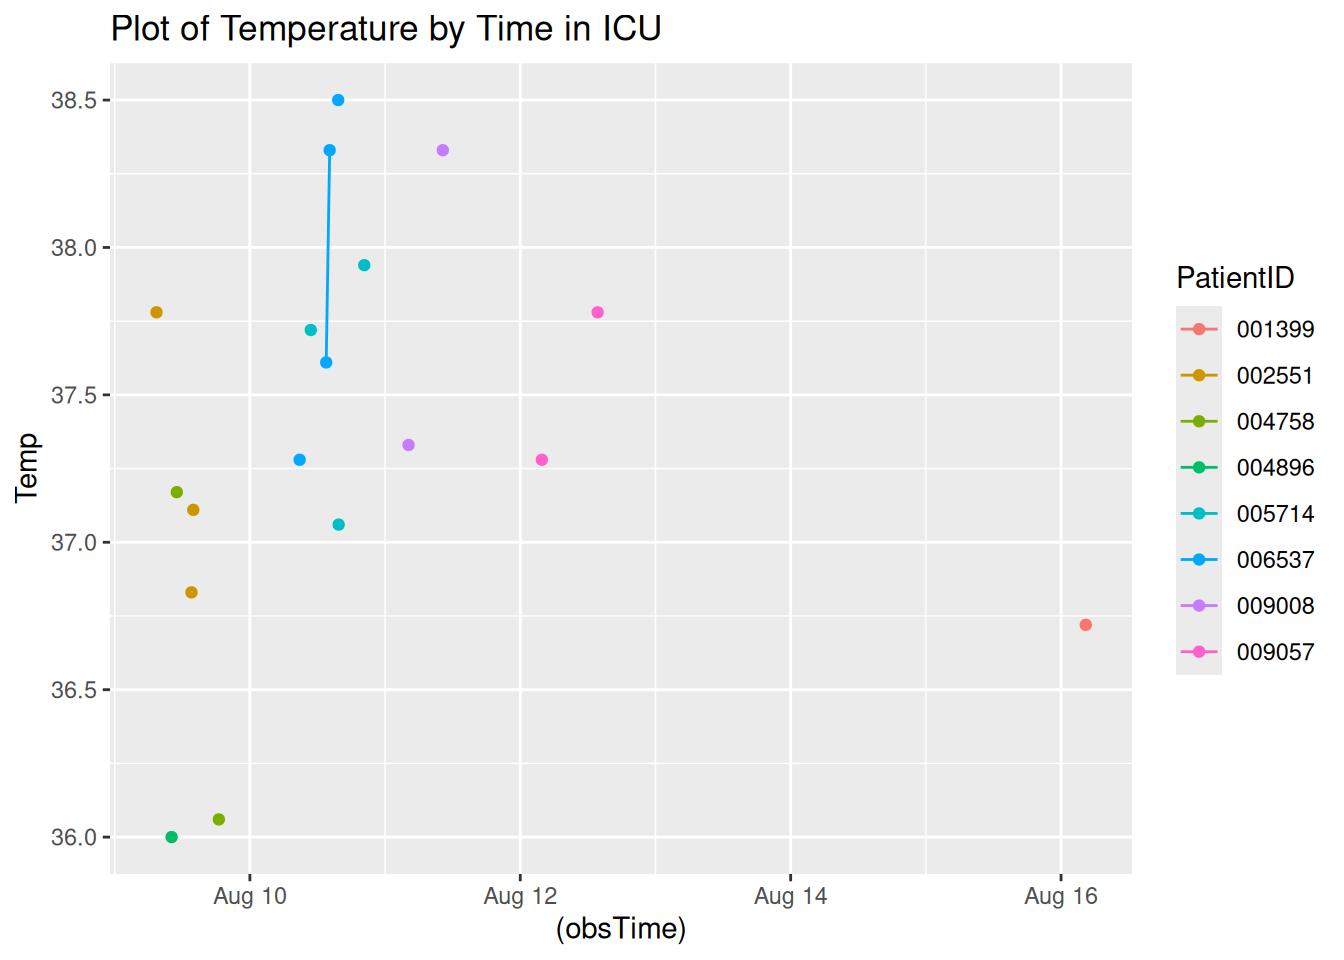 Plot of Temperature by Time in ICU
38.5
38.0
37.5
37.0
36.5
36.0
Temp
Aug 10
Aug 12
Aug 14
Aug 16
(obsTime)
PatientID
001399
002551
004758
004896
005714
006537
009008
009057